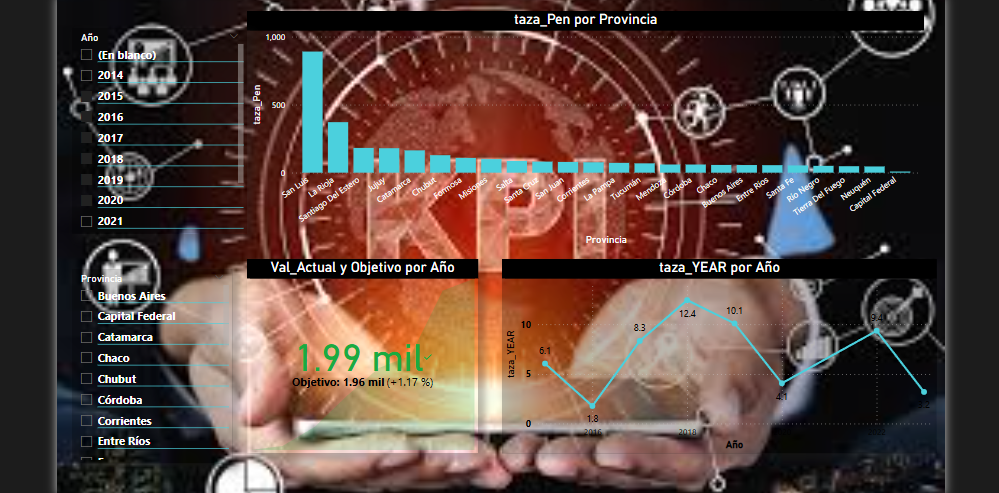 taza_Pen por Provincia
Año
(En blanco)
2014
2015
2016
2017
2018
2019
2020
2021
1,000
500
0
taza_Pen
San Luis
La Rioja
Santiago Del Estero
Jujuy
Catamarca
Chubut
Formosa
Misiones
Salta
Santa Cruz
San Juan
Corrientes
La Pampa
Tucumán
Mendoza
Córdoba
Chaco
Buenos Aires
Entre Ríos
Santa Fe
Río Negro
Tierra Del Fuego
Neuquén
Capital Federal
Provincia
KPI
Provincia
Buenos Aires
Capital Federal
Catamarca
Chaco
Chubut
Córdoba
Corrientes
Entre Ríos
Val_Actual y Objetivo por Año
1.99 mil
Objetivo: 1.96 mil (+1.17 %)
taza_YEAR por Año
taza_YEAR
10
5
0
6.1
1.8
8.3
12.4
10.1
4.1
9.4
2016
2018
Año